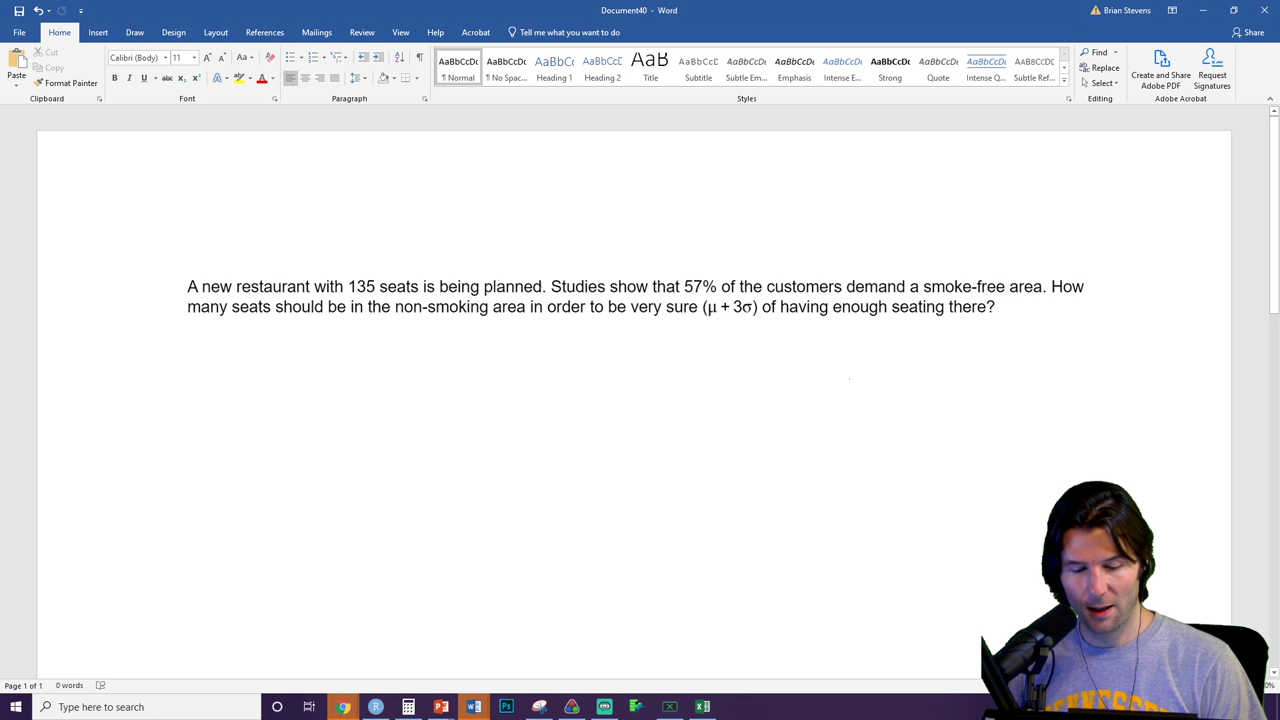 Document40 - Word
Brian Stevens
File Home Insert Draw Design Layout References Mailings Review View Help Acrobat Tell me what you want to do Share
Paste
Cut
Copy
Format Painter
Calibri (Body) 11
AaBbCcDc AaBbCcDc AaBbCc AaBbCcC AaB AaBbCcD AaBbCcDc AaBbCcDc AaBbCcDc AaBbCcDc AaBbCcDc AaBbCcDc AABBCCDC
¶ Normal ¶ No Spac... Heading 1 Heading 2 Title Subtitle Subtle Em... Emphasis Intense E... Strong Quote Intense Q... Subtle Ref...
Find
Replace
Select
Create and Share Adobe PDF
Request Signatures
Clipboard Font Paragraph Styles Editing Adobe Acrobat
A new restaurant with 135 seats is being planned. Studies show that 57% of the customers demand a smoke-free area. How
many seats should be in the non-smoking area in order to be very sure (μ + 3σ) of having enough seating there?
Page 1 of 1 0 words
Type here to search